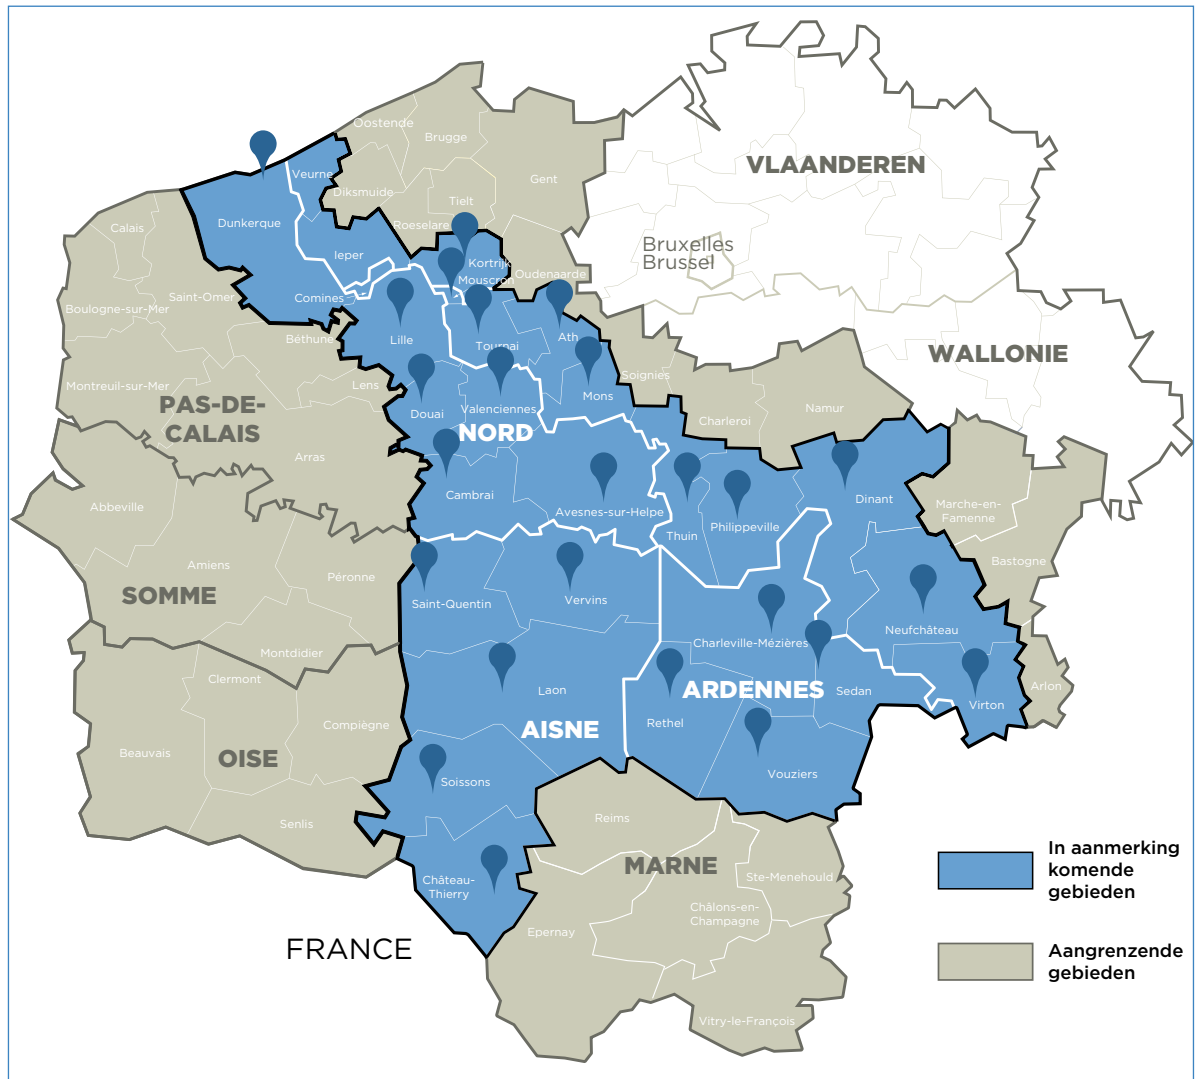 Oostende
Brugge
VLAANDEREN
Veurne
Diksmuide
Gent
Tielt
Calais
Dunkerque
Roeselare
Ieper
Kortrijk
Bruxelles
Brussel
Mouscron
Oudenaarde
Saint-Omer
Comines
Boulogne-sur-Mer
Béthune
Lille
Tournai
Ath
WALLONIE
Soignies
Montreuil-sur-Mer
Lens
Mons
PAS-DE-
CALAIS
Douai
Valenciennes
NORD
Charleroi
Namur
Arras
Abbeville
Cambrai
Avesnes-sur-Helpe
Thuin
Philippeville
Dinant
Marche-en-
Famenne
Amiens
Péronne
Bastogne
SOMME
Saint-Quentin
Vervins
Neufchâteau
Montdidier
Charleville-Mézières
Clermont
Laon
ARDENNES
Sedan
Arlon
Virton
Compiègne
AISNE
Rethel
Beauvais
OISE
Soissons
Vouziers
Senlis
Reims
MARNE
Ste-Menehould
Château-
Thierry
Châlons-en-
Champagne
Epernay
FRANCE
Vitry-le-François
In aanmerking
komende
gebieden
Aangrenzende
gebieden